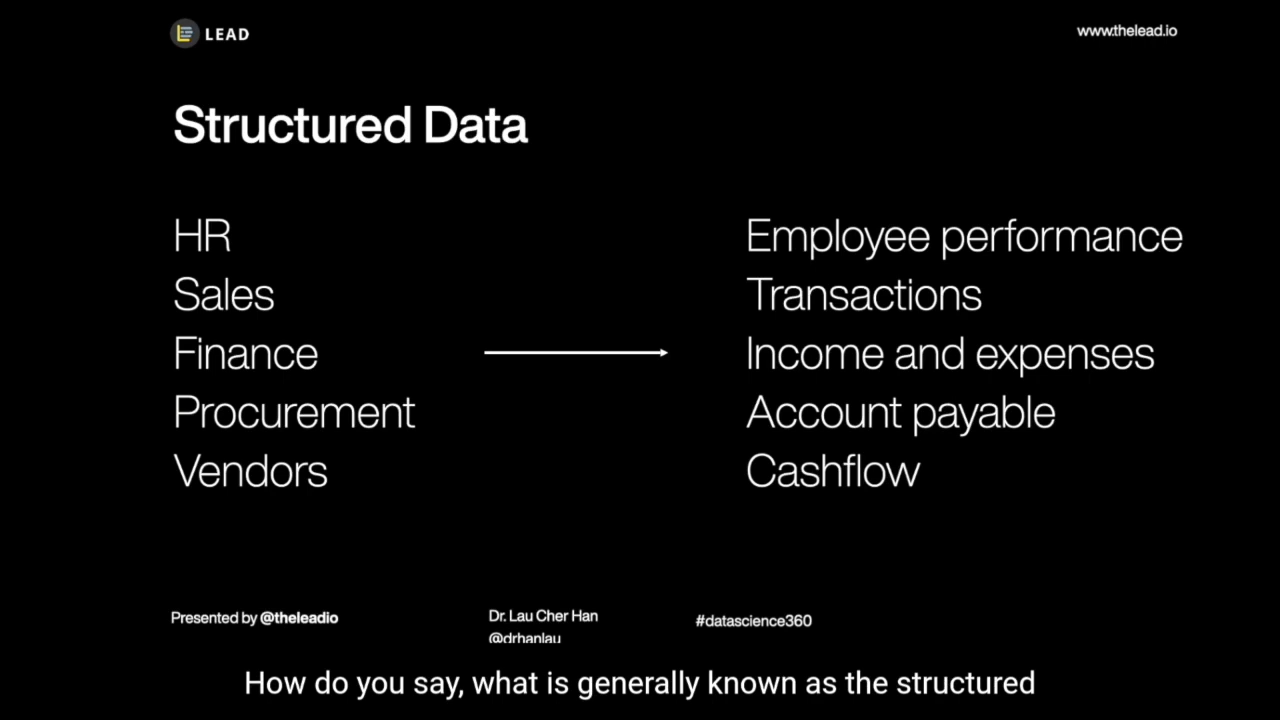 LEAD
www.thelead.io
Structured Data
HR
Sales
Finance
Procurement
Vendors
Employee performance
Transactions
Income and expenses
Account payable
Cashflow
Presented by @theleadio
Dr. Lau Cher Han
@drhanlau
#datascience360
How do you say, what is generally known as the structured